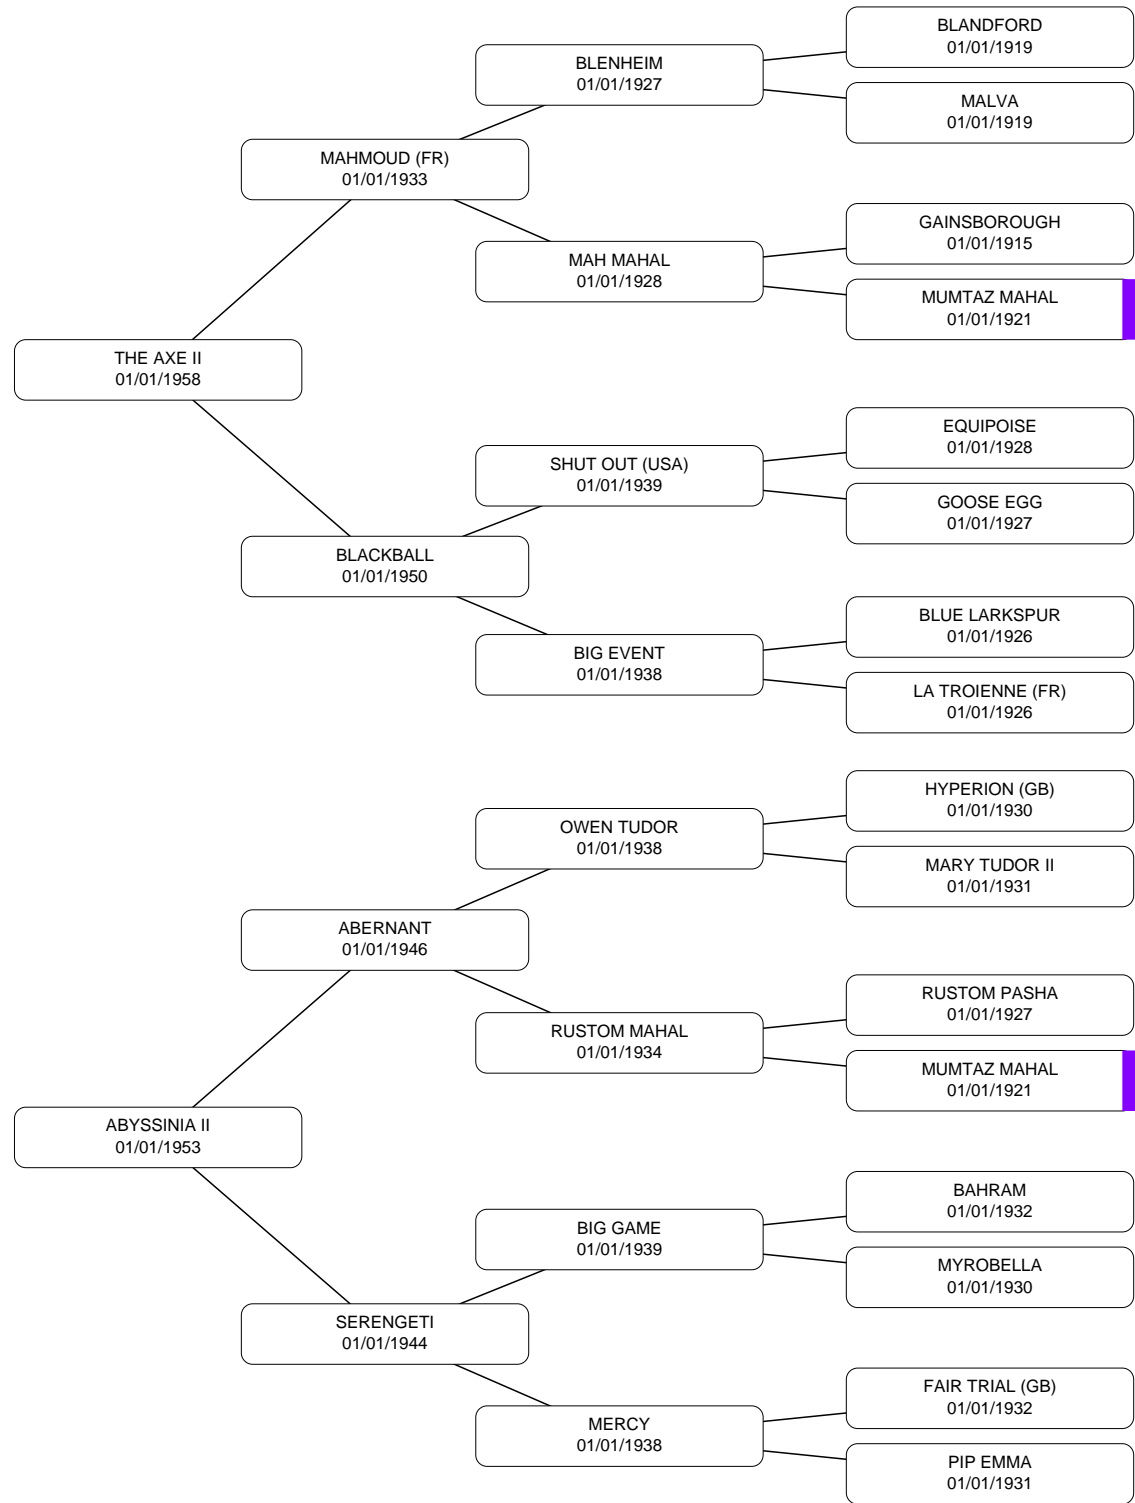 BLANDFORD
01/01/1919
BLENHEIM
01/01/1927
MALVA
01/01/1919
MAHMOUD (FR)
01/01/1933
GAINSBOROUGH
01/01/1915
MAH MAHAL
01/01/1928
MUMTAZ MAHAL
01/01/1921
THE AXE II
01/01/1958
EQUIPOISE
01/01/1928
SHUT OUT (USA)
01/01/1939
GOOSE EGG
01/01/1927
BLACKBALL
01/01/1950
BLUE LARKSPUR
01/01/1926
BIG EVENT
01/01/1938
LA TROIENNE (FR)
01/01/1926
HYPERION (GB)
01/01/1930
OWEN TUDOR
01/01/1938
MARY TUDOR II
01/01/1931
ABERNANT
01/01/1946
RUSTOM PASHA
01/01/1927
RUSTOM MAHAL
01/01/1934
MUMTAZ MAHAL
01/01/1921
ABYSSINIA II
01/01/1953
BAHRAM
01/01/1932
BIG GAME
01/01/1939
MYROBELLA
01/01/1930
SERENGETI
01/01/1944
FAIR TRIAL (GB)
01/01/1932
MERCY
01/01/1938
PIP EMMA
01/01/1931